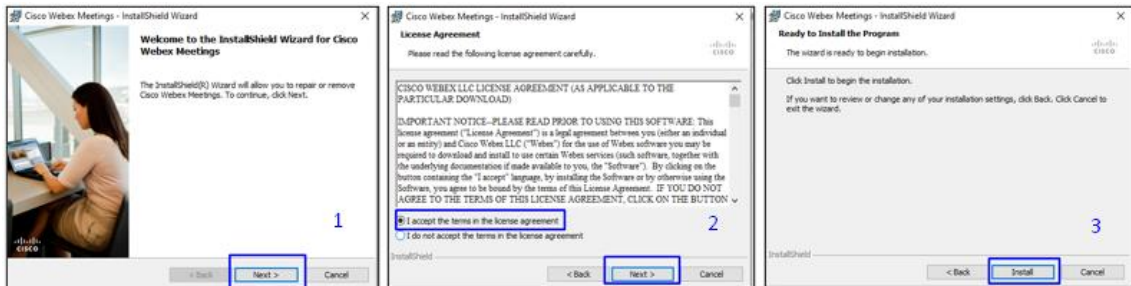 Cisco Webex Meetings - InstallShield Wizard
Welcome to the InstallShield Wizard for Cisco
Webex Meetings
The InstallShield(R) Wizard will allow you to repair or remove
Cisco Webex Meetings. To continue, click Next.
1
CISCO
< Back
Next >
Cancel
Cisco Webex Meetings - InstallShield Wizard
License Agreement
Please read the following license agreement carefully.
CISCO
CISCO WEBEX LLC LICENSE AGREEMENT (AS APPLICABLE TO THE
PARTICULAR DOWNLOAD)
IMPORTANT NOTICE--PLEASE READ PRIOR TO USING THIS SOFTWARE: This
license agreement ("License Agreement") is a legal agreement between you (either an individual
or an entity) and Cisco Webex LLC ("Webex") for the use of Webex software you may be
required to download and install to use certain Webex services (such software, together with
the underlying documentation if made available to you, the "Software"). By clicking on the
button containing the "I accept" language, by installing the Software or by otherwise using the
Software, you agree to be bound by the terms of this License Agreement. IF YOU DO NOT
AGREE TO THE TERMS OF THIS LICENSE AGREEMENT, CLICK ON THE BUTTON
I accept the terms in the license agreement
I do not accept the terms in the license agreement
2
InstallShield
< Back
Next >
Cancel
Cisco Webex Meetings - InstallShield Wizard
Ready to Install the Program
The wizard is ready to begin installation.
CISCO
Click Install to begin the installation.
If you want to review or change any of your installation settings, click Back. Click Cancel to
exit the wizard.
3
InstallShield
< Back
Install
Cancel